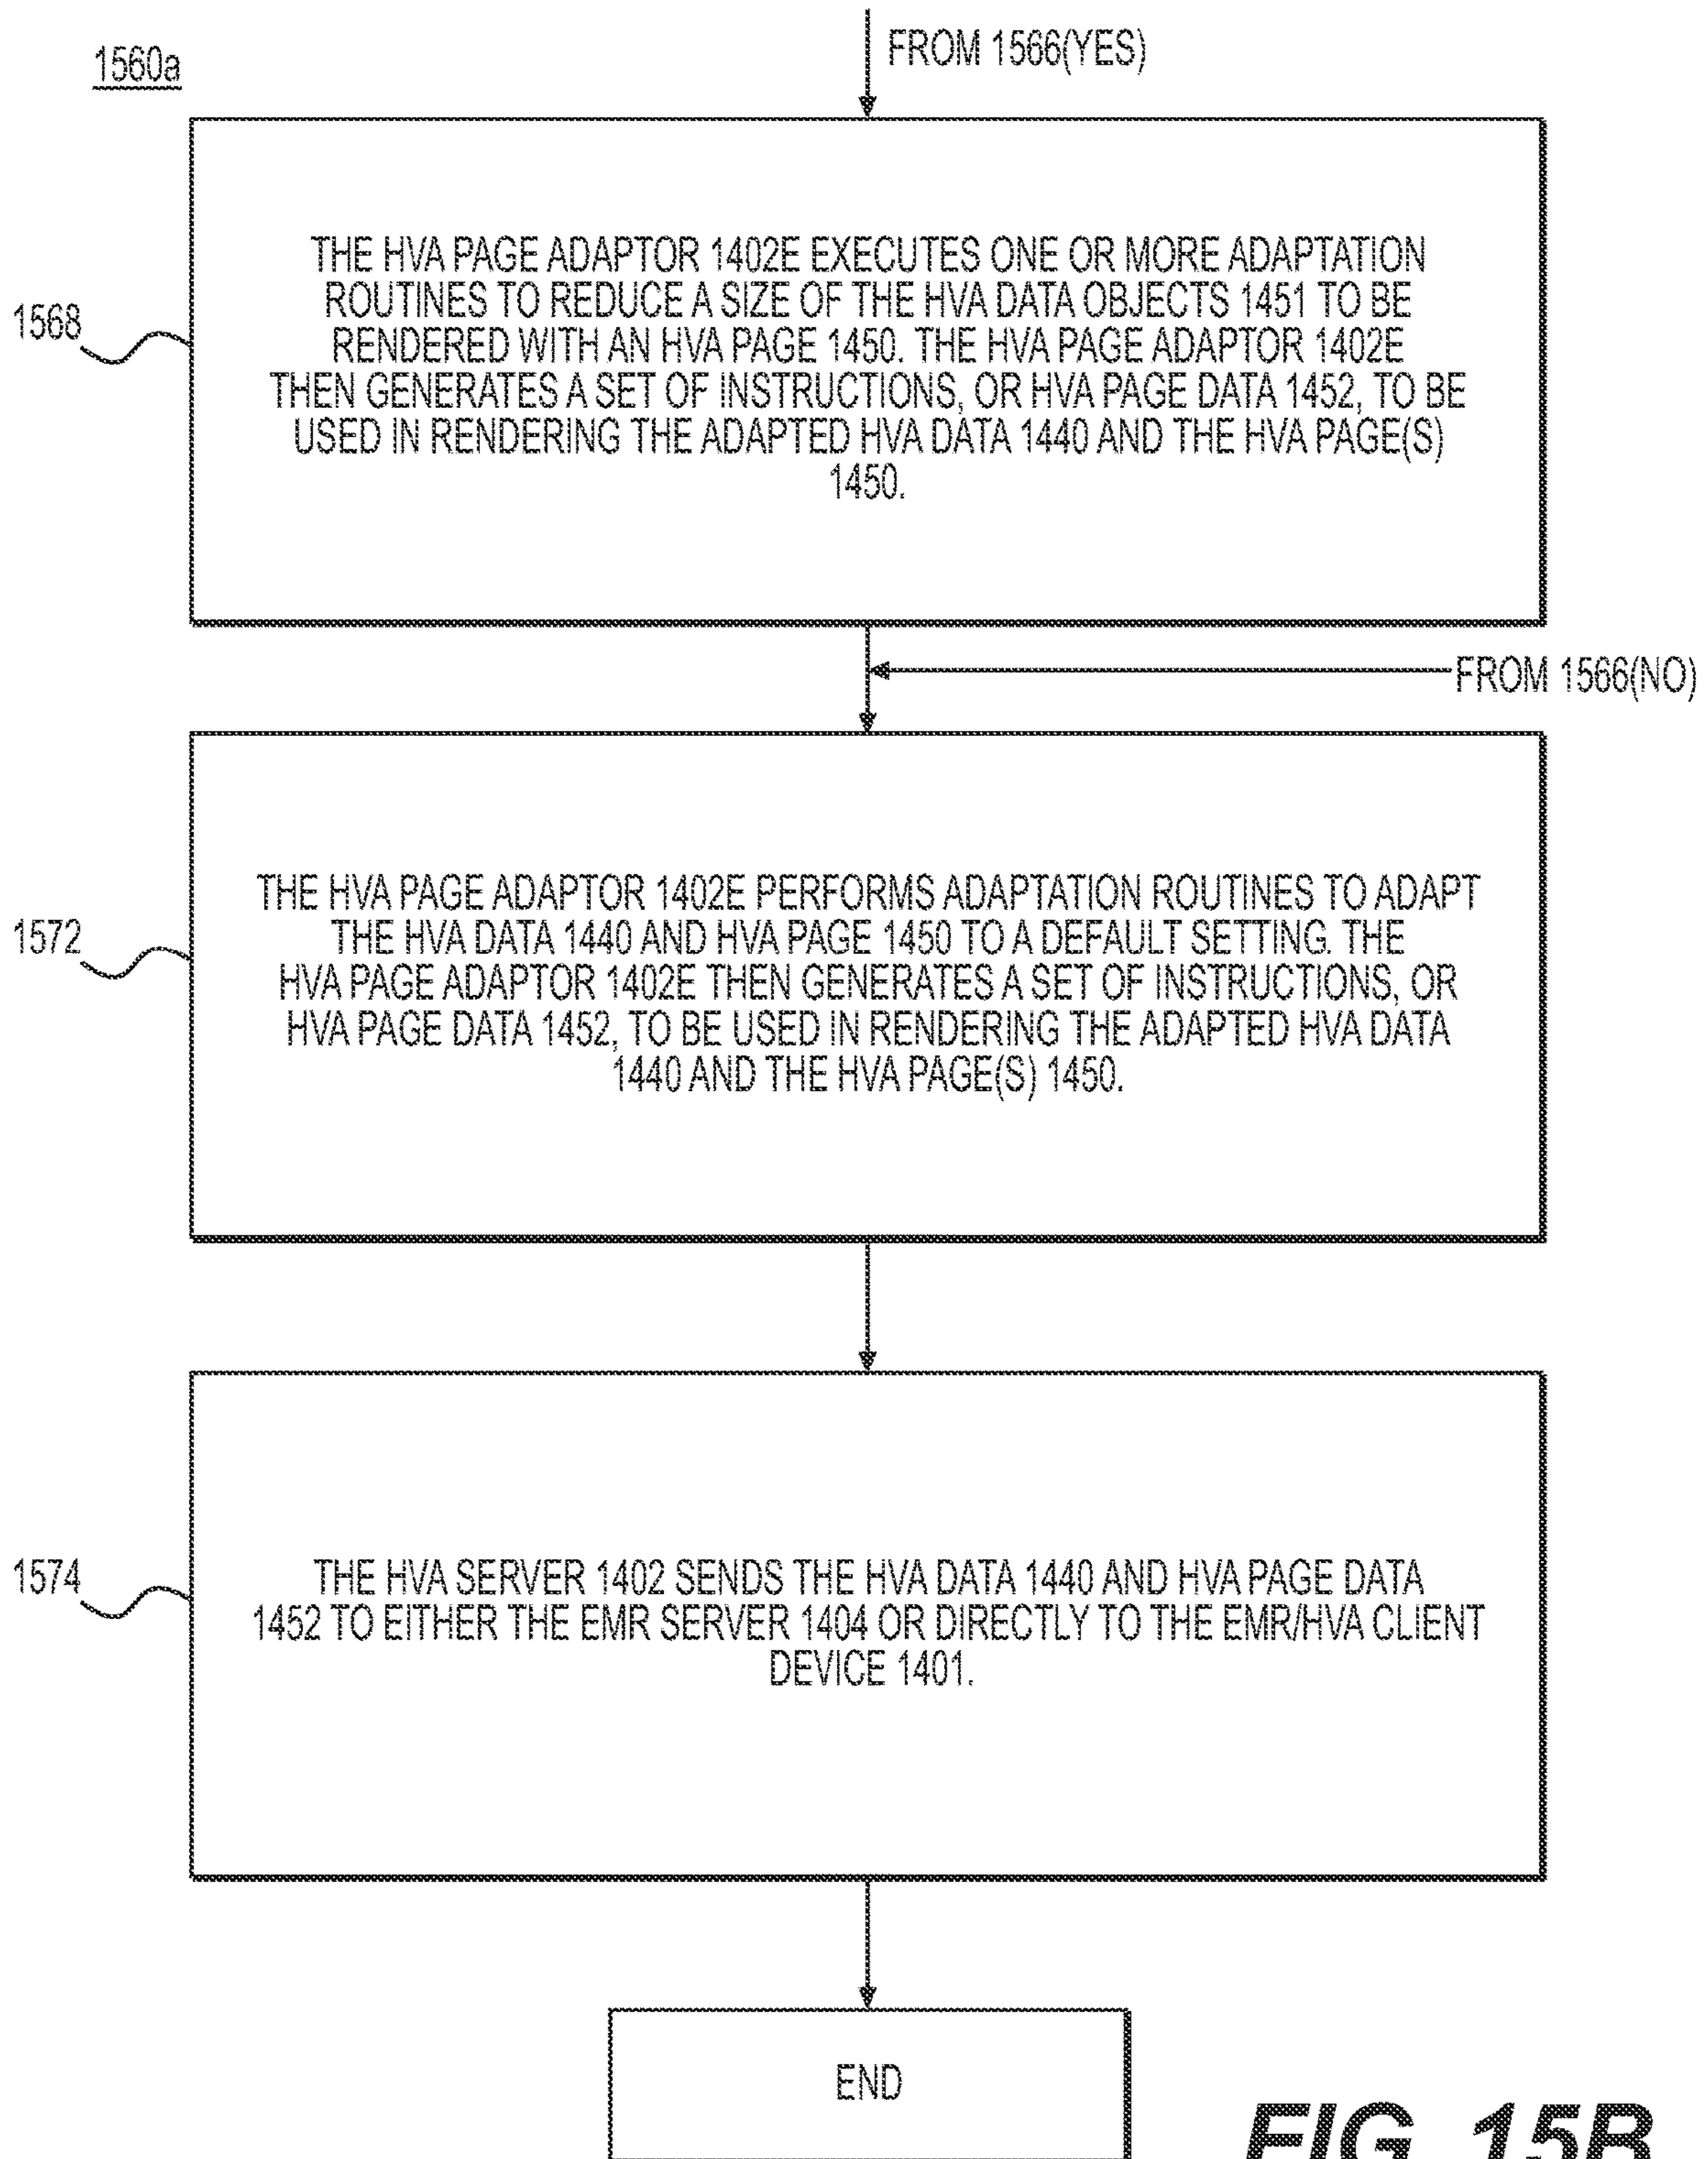 1560a
FROM 1566(YES)
THE HVA PAGE ADAPTOR 1402E EXECUTES ONE OR MORE ADAPTATION
ROUTINES TO REDUCE A SIZE OF THE HVA DATA OBJECTS 1451 TO BE
RENDERED WITH AN HVA PAGE 1450. THE HVA PAGE ADAPTOR 1402E
THEN GENERATES A SET OF INSTRUCTIONS, OR HVA PAGE DATA 1452, TO BE
USED IN RENDERING THE ADAPTED HVA DATA 1440 AND THE HVA PAGE(S)
1450.
1568
FROM 1566(NO)
THE HVA PAGE ADAPTOR 1402E PERFORMS ADAPTATION ROUTINES TO ADAPT
THE HVA DATA 1440 AND HVA PAGE 1450 TO A DEFAULT SETTING. THE
HVA PAGE ADAPTOR 1402E THEN GENERATES A SET OF INSTRUCTIONS, OR
HVA PAGE DATA 1452, TO BE USED IN RENDERING THE ADAPTED HVA DATA
1440 AND THE HVA PAGE(S) 1450.
1572
THE HVA SERVER 1402 SENDS THE HVA DATA 1440 AND HVA PAGE DATA
1452 TO EITHER THE EMR SERVER 1404 OR DIRECTLY TO THE EMR/HVA CLIENT
DEVICE 1401.
1574
END
FIG. 15B